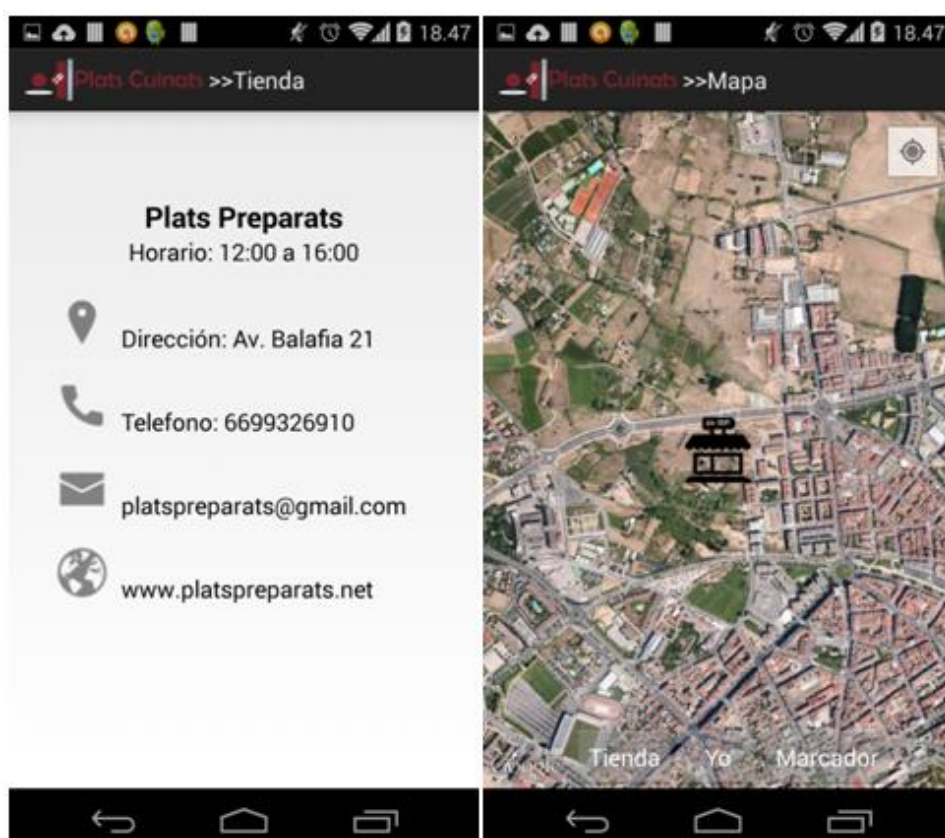 18.47
Plats Cuinats >>Tienda
Plats Preparats
Horario: 12:00 a 16:00
Dirección: Av. Balafia 21
Telefono: 6699326910
platspreparats@gmail.com
www.platspreparats.net
18.47
Plats Cuinats >>Mapa
Tienda Yo Marcador